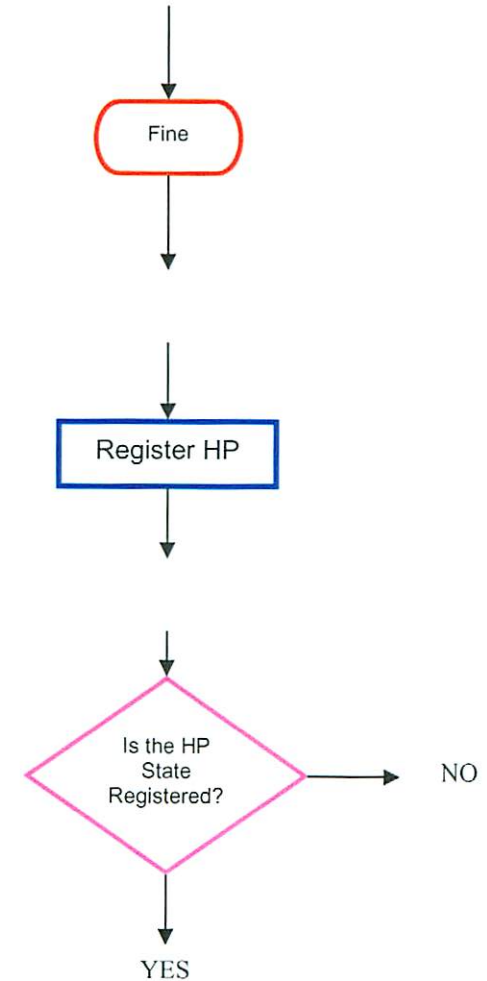 Fine
Register HP
Is the HP
State
Registered?
NO
YES